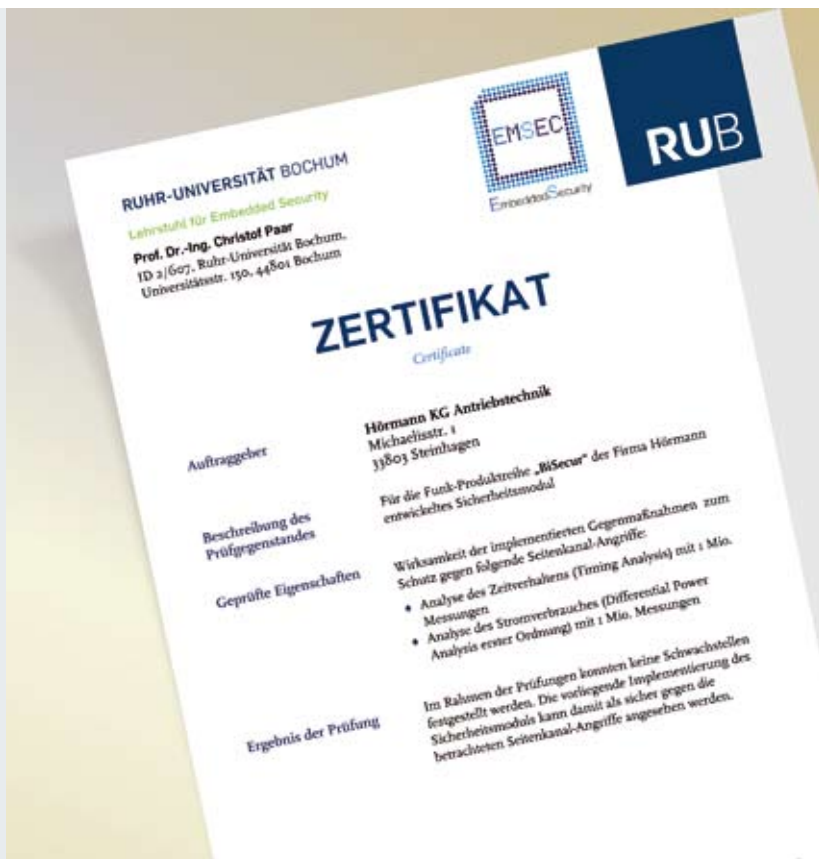 RUHR-UNIVERSITÄT BOCHUM
Lehrstuhl für Embedded Security
Prof. Dr.-Ing. Christof Paar
ID 2/607, Ruhr-Universität Bochum,
Universitätsstr. 150, 44801 Bochum
EMSEC
EmbeddedSecurity
RUB
ZERTIFIKAT
Certificate
Auftraggeber
Hörmann KG Antriebstechnik
Michaelisstr. 1
33803 Steinhagen
Beschreibung des
Prüfgegenstandes
Für die Funk-Produktreihe „BiSecur“ der Firma Hörmann
entwickeltes Sicherheitsmodul
Geprüfte Eigenschaften
Wirksamkeit der implementierten Gegenmaßnahmen zum
Schutz gegen folgende Seitenkanal-Angriffe:
• Analyse des Zeitverhaltens (Timing Analysis) mit 1 Mio.
Messungen
• Analyse des Stromverbrauches (Differential Power
Analysis erster Ordnung) mit 1 Mio. Messungen
Ergebnis der Prüfung
Im Rahmen der Prüfungen konnten keine Schwachstellen
festgestellt werden. Die vorliegende Implementierung des
Sicherheitsmoduls kann damit als sicher gegen die
betrachteten Seitenkanal-Angriffe angesehen werden.